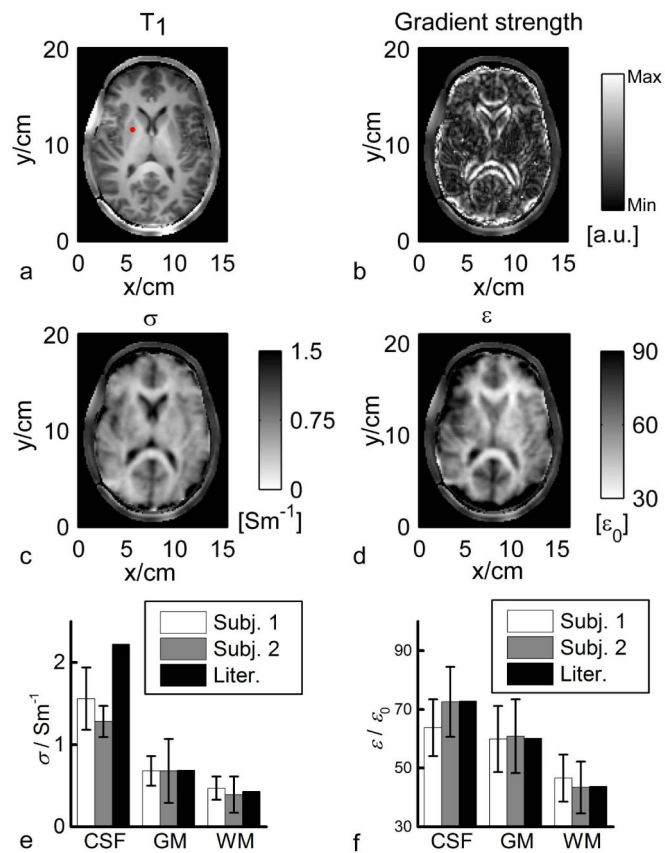 T1
Gradient strength
20
10
0
y/cm
0 5 10 15
x/cm
a
20
10
0
y/cm
0 5 10 15
x/cm
b
Max
Min
[a.u.]
σ
ε
20
10
0
y/cm
0 5 10 15
x/cm
c
1.5
0.75
0
[Sm⁻¹]
20
10
0
y/cm
0 5 10 15
x/cm
d
90
60
30
[ε₀]
Subj. 1
Subj. 2
Liter.
2
1
0
σ / Sm⁻¹
CSF GM WM
e
Subj. 1
Subj. 2
Liter.
90
70
50
30
ε / ε₀
CSF GM WM
f